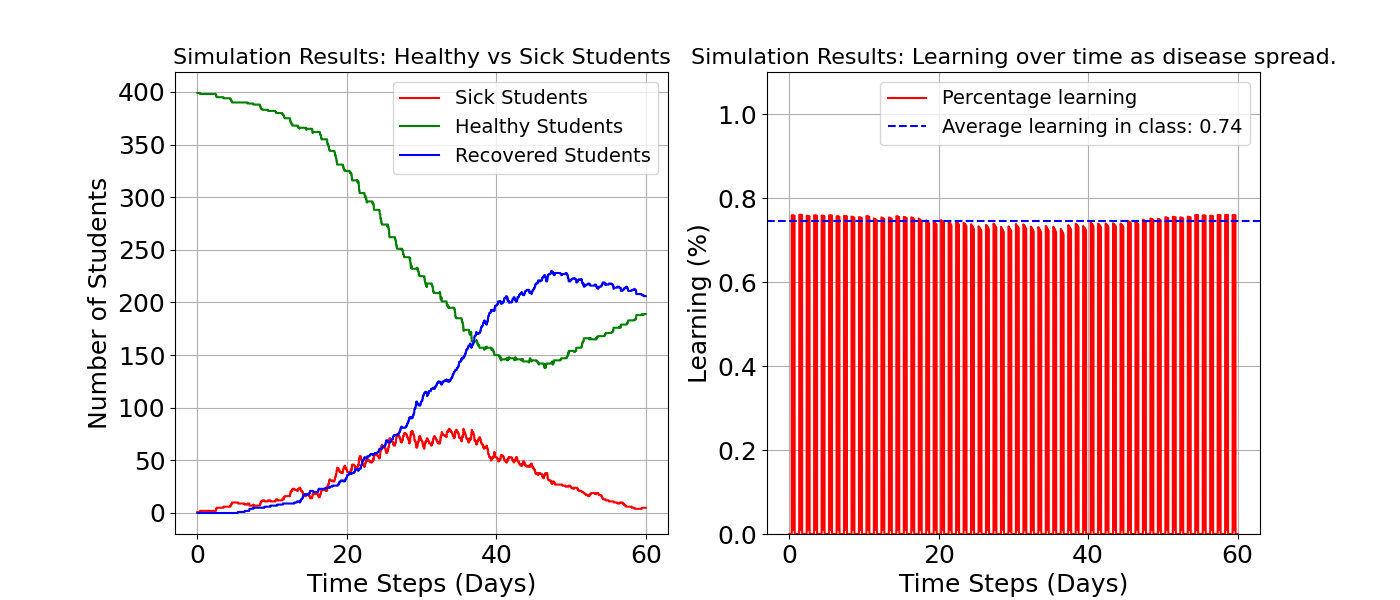 Simulation Results: Healthy vs Sick Students
400
350
300
250
200
150
100
50
0
0
20
40
60
Number of Students
Time Steps (Days)
Sick Students
Healthy Students
Recovered Students
Simulation Results: Learning over time as disease spread.
1.0
0.8
0.6
0.4
0.2
0.0
0
20
40
60
Learning (%)
Time Steps (Days)
Percentage learning
Average learning in class: 0.74